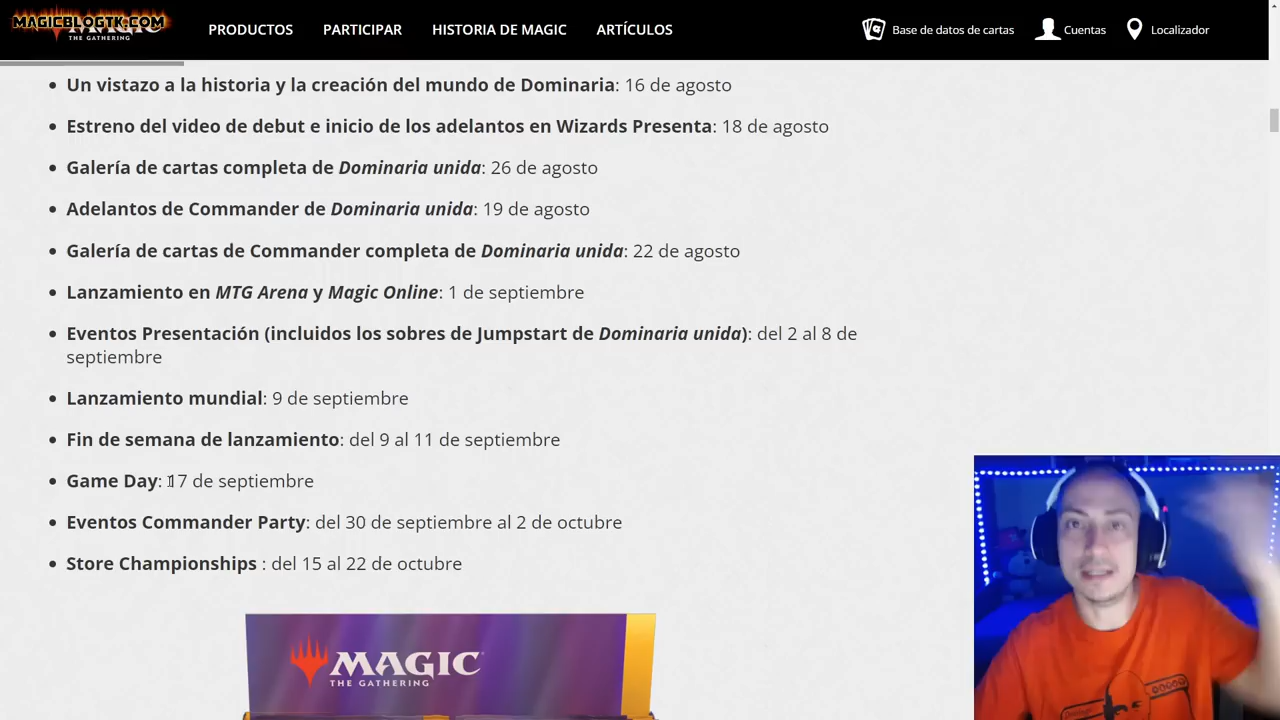 MAGICBLOGTK.COM
THE GATHERING
PRODUCTOS
PARTICIPAR
HISTORIA DE MAGIC
ARTÍCULOS
Base de datos de cartas
Cuentas
Localizador
• Un vistazo a la historia y la creación del mundo de Dominaria: 16 de agosto
• Estreno del video de debut e inicio de los adelantos en Wizards Presenta: 18 de agosto
• Galería de cartas completa de Dominaria unida: 26 de agosto
• Adelantos de Commander de Dominaria unida: 19 de agosto
• Galería de cartas de Commander completa de Dominaria unida: 22 de agosto
• Lanzamiento en MTG Arena y Magic Online: 1 de septiembre
• Eventos Presentación (incluidos los sobres de Jumpstart de Dominaria unida): del 2 al 8 de
septiembre
• Lanzamiento mundial: 9 de septiembre
• Fin de semana de lanzamiento: del 9 al 11 de septiembre
• Game Day: 17 de septiembre
• Eventos Commander Party: del 30 de septiembre al 2 de octubre
• Store Championships : del 15 al 22 de octubre
MAGIC
THE GATHERING